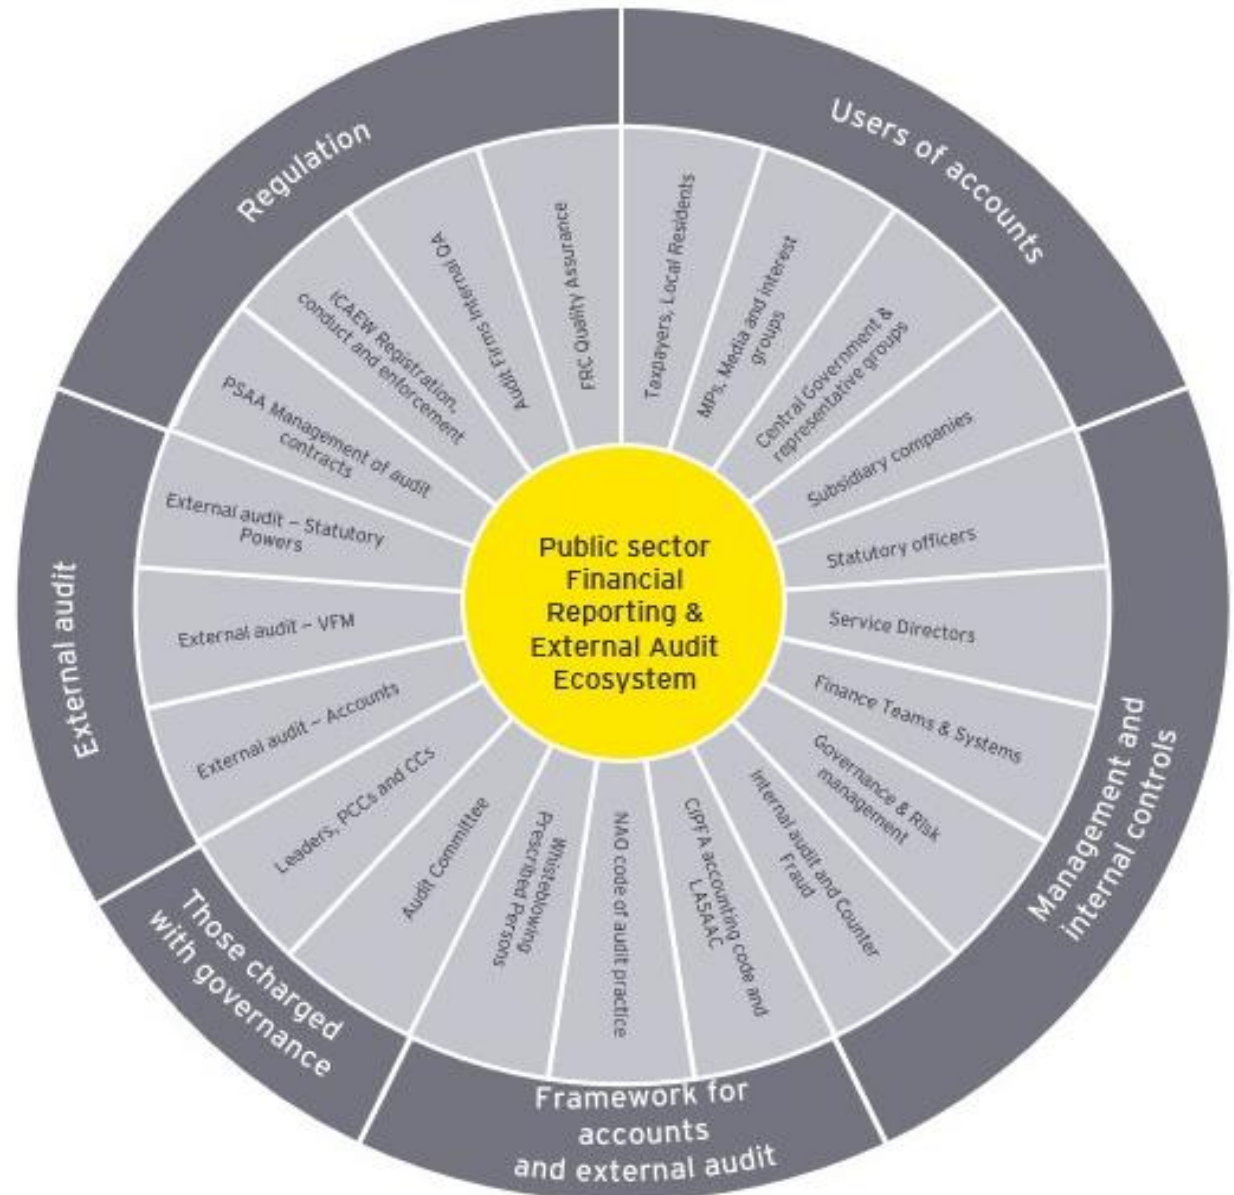 Public sector
Financial
Reporting &
External Audit
Ecosystem
Users of accounts
Taxpayers, Local Residents
MPs, Media and interest
groups
Central Government &
representative groups
Subsidiary companies
Management and
internal controls
Statutory officers
Service Directors
Finance Teams & Systems
Governance & Risk
management
Internal audit and Counter
Fraud
Framework for
accounts
and external audit
CIPFA accounting code and
LASAAC
NAO code of audit practice
Whisteblowing
Prescribed Persons
Those charged
with governance
Audit Committee
Leaders, PCCs and CCs
External audit
External audit – Accounts
External audit – VFM
External audit – Statutory
Powers
Regulation
PSAA Management of audit
contracts
ICAEW Registration,
conduct and enforcement
Audit Firms Internal QA
FRC Quality Assurance